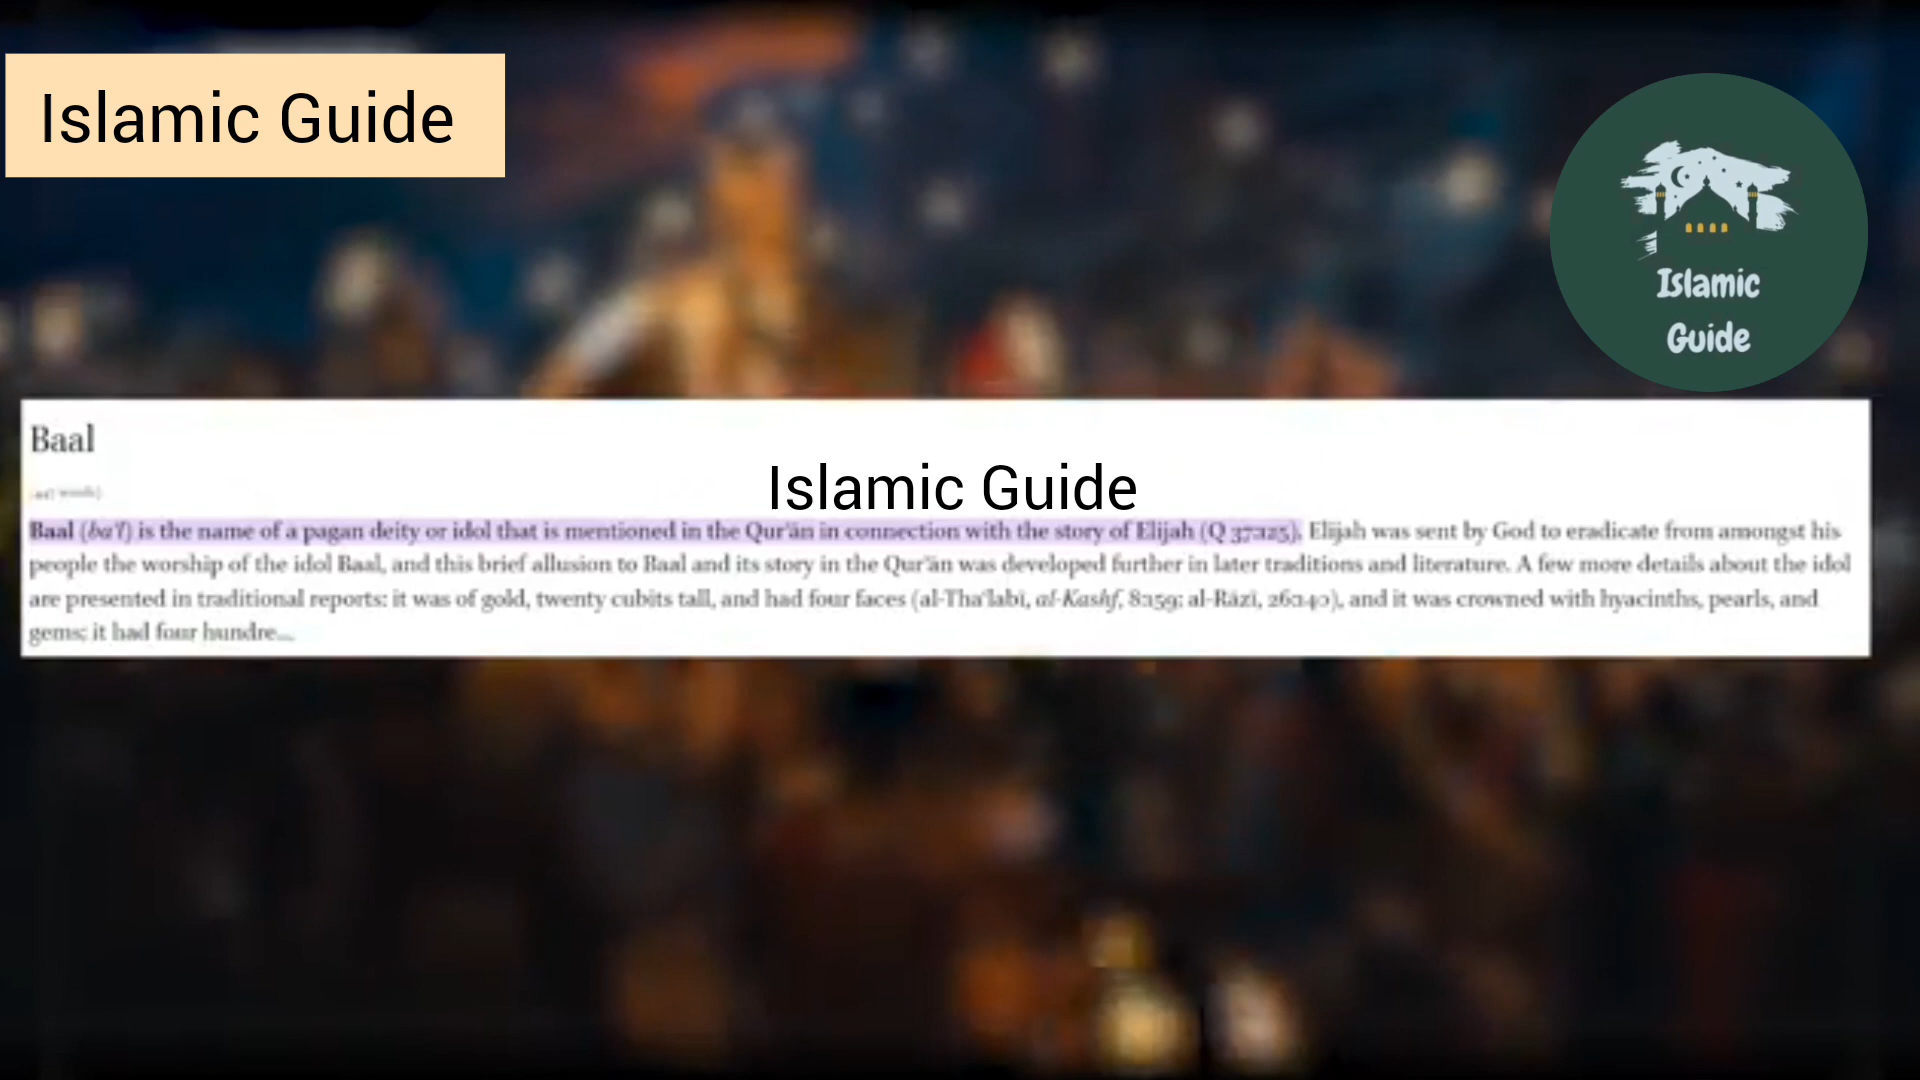 Islamic Guide
Islamic
Guide
Baal
Islamic Guide
Baal (ba'l) is the name of a pagan deity or idol that is mentioned in the Qur'ān in connection with the story of Elijah (Q 37:125). Elijah was sent by God to eradicate from amongst his
people the worship of the idol Baal, and this brief allusion to Baal and its story in the Qur'ān was developed further in later traditions and literature. A few more details about the idol
are presented in traditional reports: it was of gold, twenty cubits tall, and had four faces (al-Tha'labī, al-Kashf, 8:159; al-Rāzī, 26:140), and it was crowned with hyacinths, pearls, and
gems; it had four hundre...